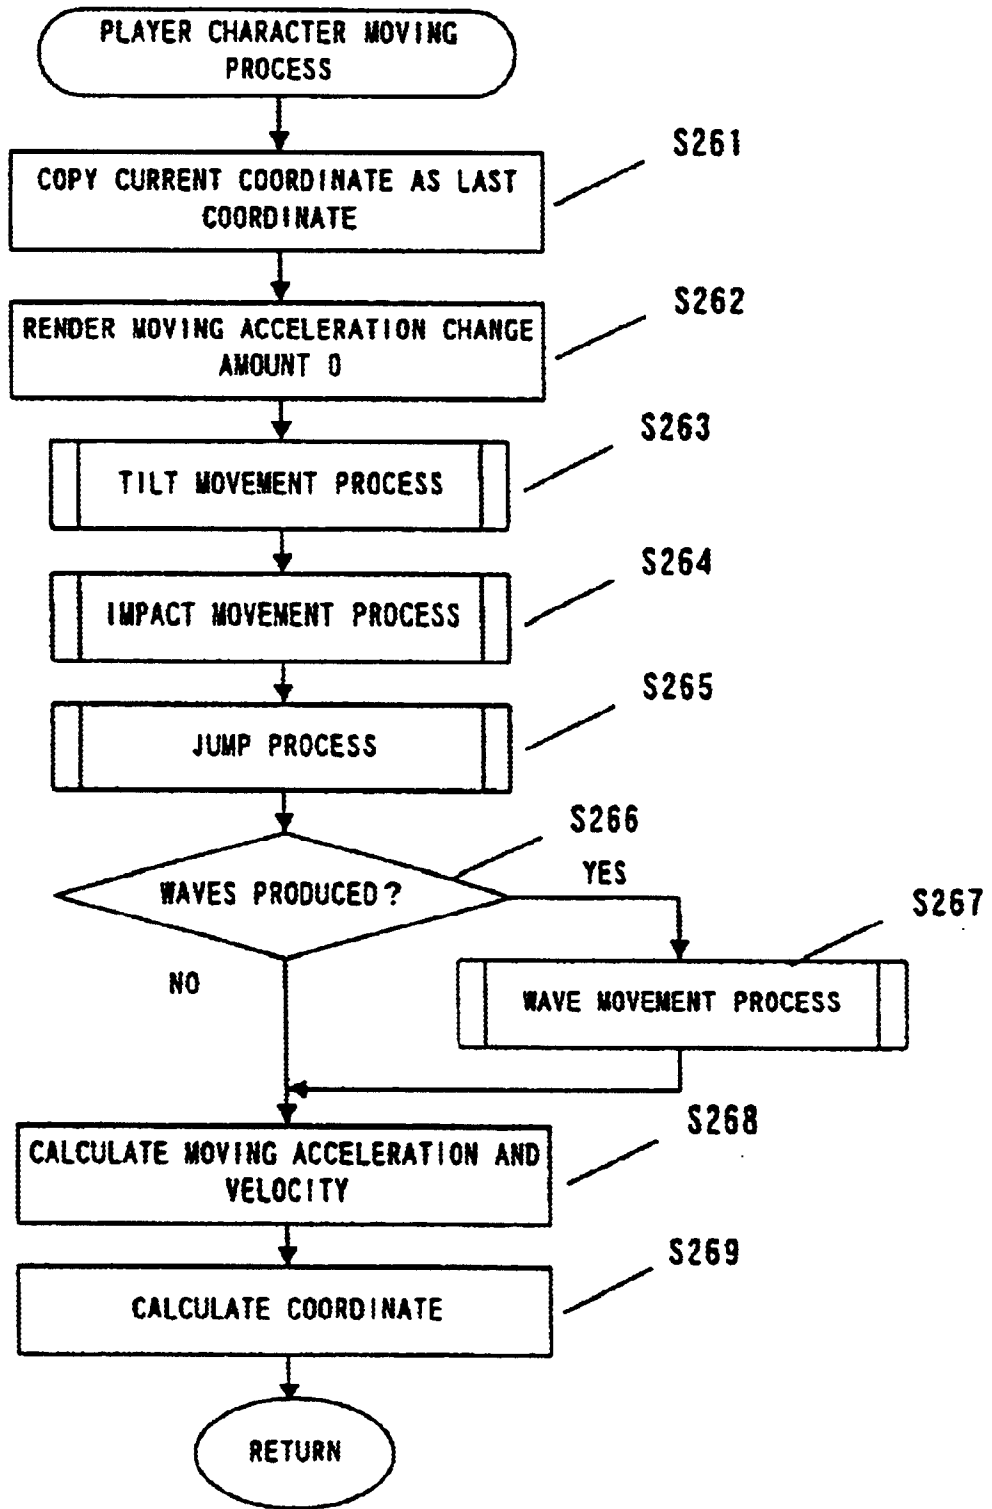 PLAYER CHARACTER MOVING
PROCESS
S261
COPY CURRENT COORDINATE AS LAST
COORDINATE
S262
RENDER MOVING ACCELERATION CHANGE
AMOUNT 0
S263
TILT MOVEMENT PROCESS
S264
IMPACT MOVEMENT PROCESS
S265
JUMP PROCESS
S266
WAVES PRODUCED?
YES
S267
NO
WAVE MOVEMENT PROCESS
S268
CALCULATE MOVING ACCELERATION AND
VELOCITY
S269
CALCULATE COORDINATE
RETURN